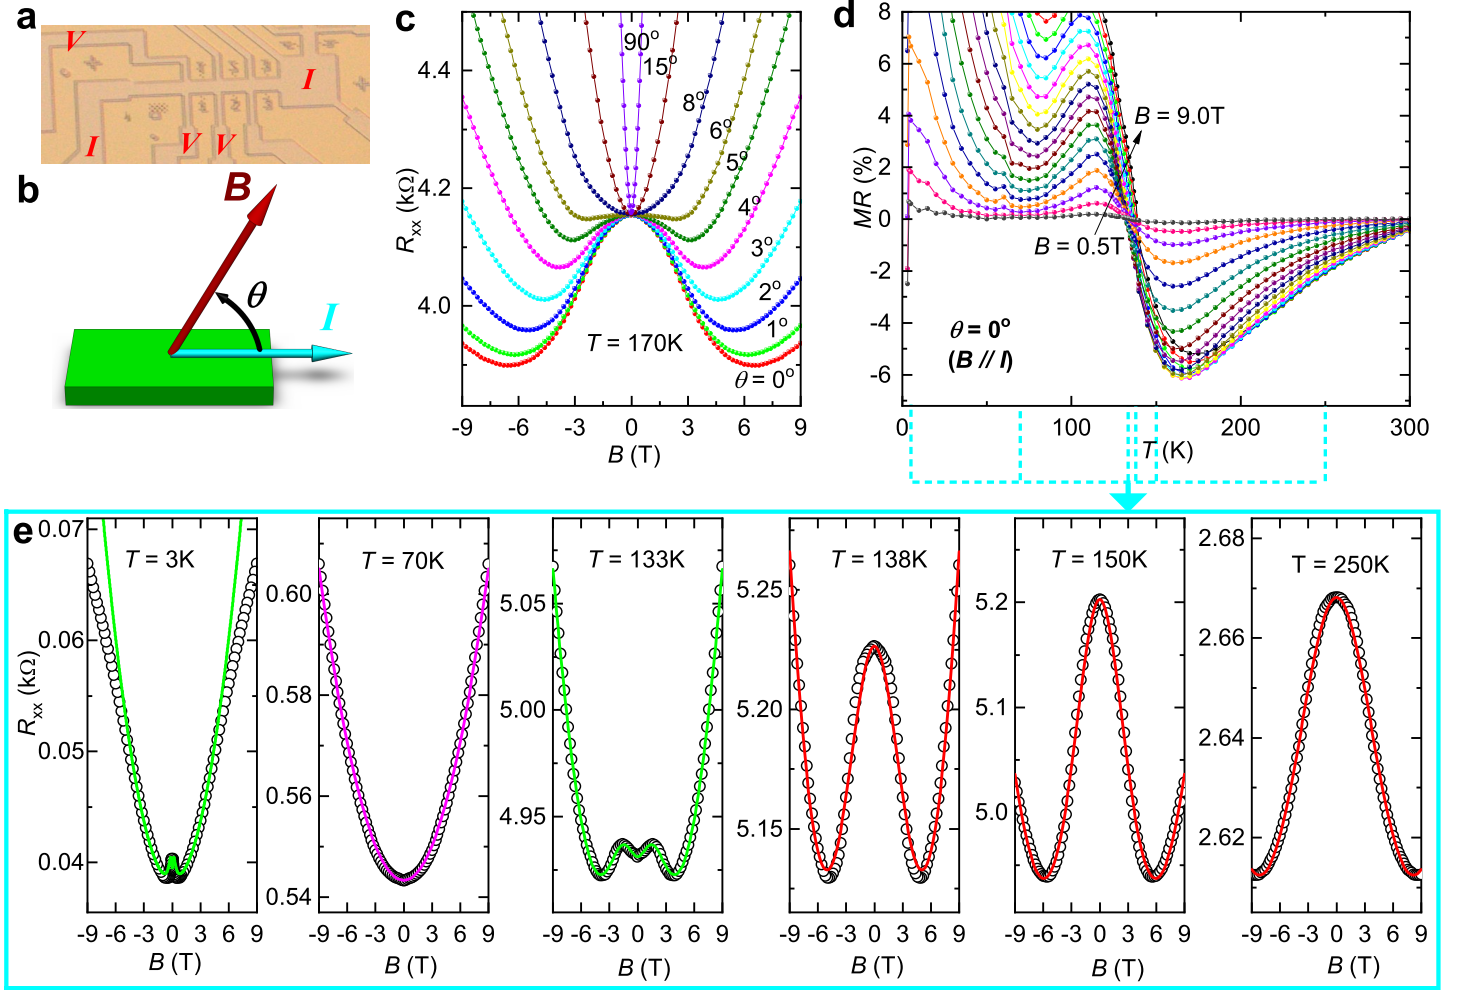 a
V
I
I
V
V
b
B
θ
I
c
Rxx (kΩ)
4.4
4.2
4.0
90°
15°
8°
6°
5°
4°
3°
2°
1°
θ = 0°
T = 170K
-9 -6 -3 0 3 6 9
B (T)
d
MR (%)
8
6
4
2
0
-2
-4
-6
B = 9.0T
B = 0.5T
θ = 0°
(B // I)
0 100 200 300
T (K)
e
Rxx (kΩ)
0.07
0.06
0.05
0.04
T = 3K
-9 -6 -3 0 3 6 9
B (T)
0.60
0.58
0.56
0.54
T = 70K
-9 -6 -3 0 3 6 9
B (T)
5.05
5.00
4.95
T = 133K
-9 -6 -3 0 3 6 9
B (T)
5.25
5.20
5.15
T = 138K
-9 -6 -3 0 3 6 9
B (T)
5.2
5.1
5.0
T = 150K
-9 -6 -3 0 3 6 9
B (T)
2.68
2.66
2.64
2.62
T = 250K
-9 -6 -3 0 3 6 9
B (T)